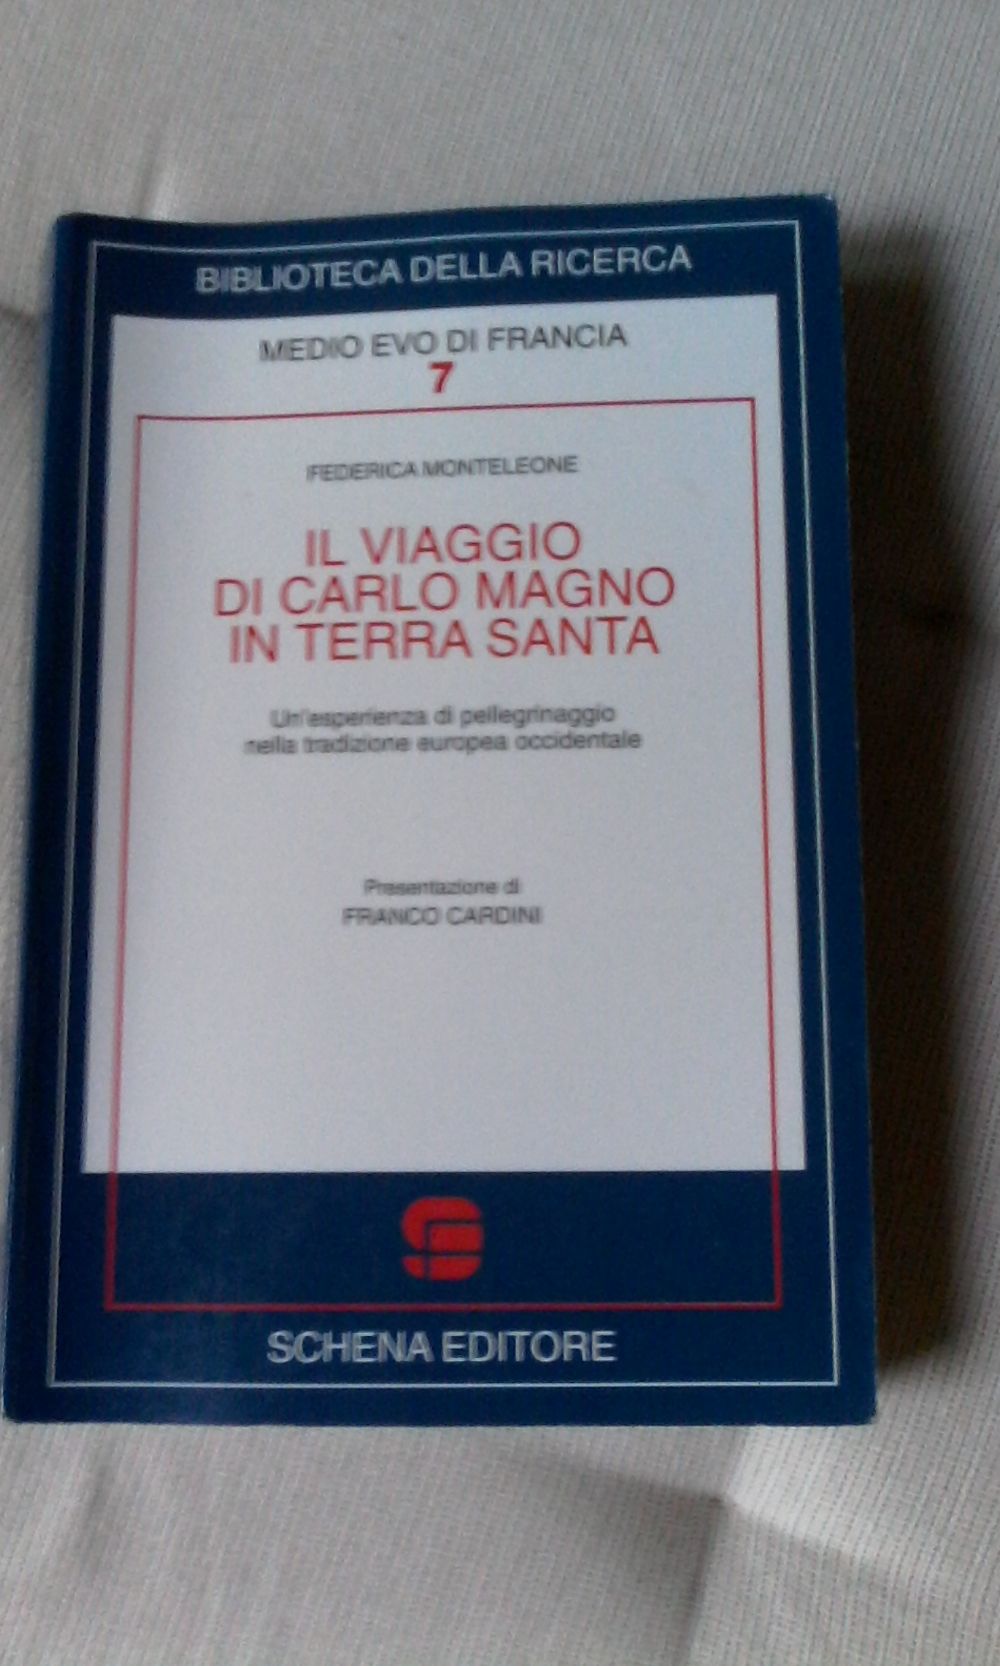 BIBLIOTECA DELLA RICERCA
MEDIO EVO DI FRANCIA
7
FEDERICA MONTELEONE
IL VIAGGIO
DI CARLO MAGNO
IN TERRA SANTA
Un'esperienza di pellegrinaggio
nella tradizione europea occidentale
Presentazione di
FRANCO CARDINI
SCHENA EDITORE